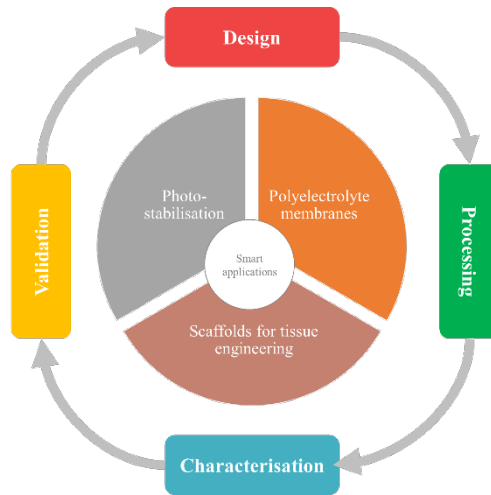 Design
Photo-
stabilisation
Polyelectrolyte
membranes
Validation
Processing
Smart
applications
Scaffolds for tissue
engineering
Characterisation